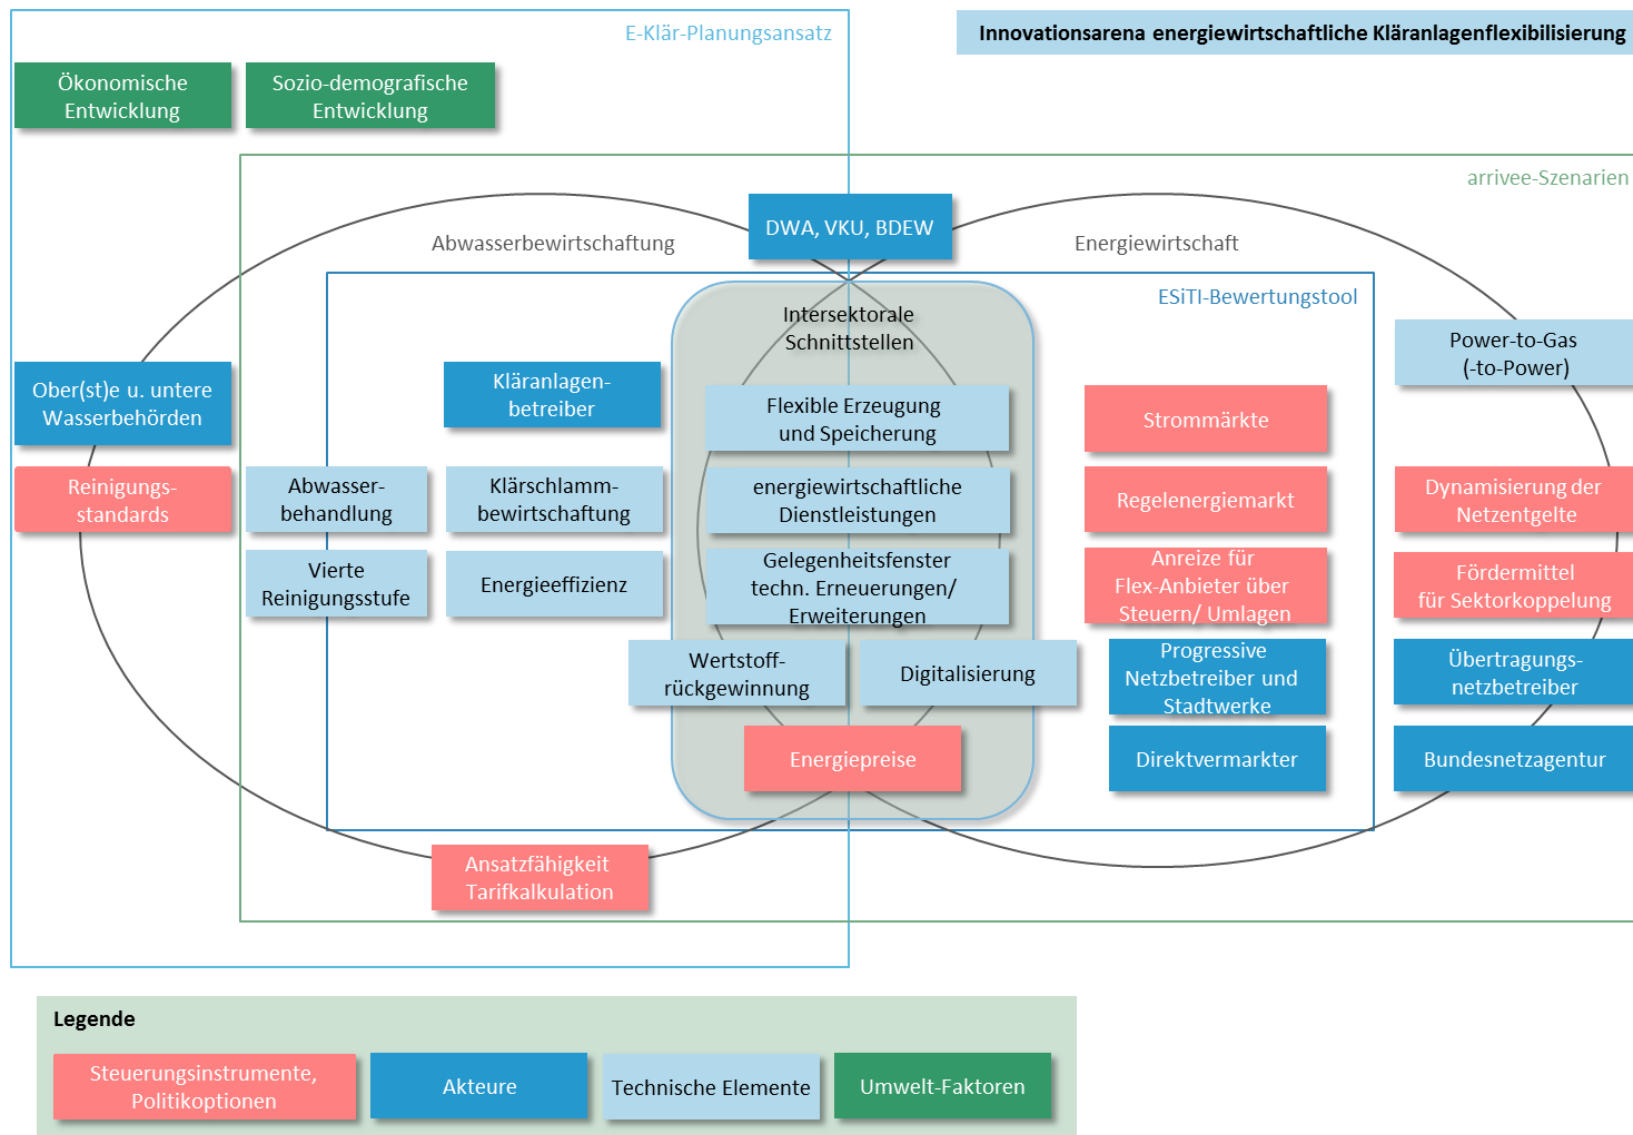 E-Klär-Planungsansatz
Innovationsarena energiewirtschaftliche Kläranlagenflexibilisierung
Ökonomische
Entwicklung
Sozio-demografische
Entwicklung
arrivee-Szenarien
DWA, VKU, BDEW
Abwasserbewirtschaftung
Energiewirtschaft
ESiTI-Bewertungstool
Intersektorale
Schnittstellen
Power-to-Gas
(-to-Power)
Ober(st)e u. untere
Wasserbehörden
Kläranlagen-
betreiber
Flexible Erzeugung
und Speicherung
Strommärkte
Reinigungs-
standards
Abwasser-
behandlung
Klärschlamm-
bewirtschaftung
energiewirtschaftliche
Dienstleistungen
Regelenergiemarkt
Dynamisierung der
Netzentgelte
Vierte
Reinigungsstufe
Energieeffizienz
Gelegenheitsfenster
techn. Erneuerungen/
Erweiterungen
Anreize für
Flex-Anbieter über
Steuern/ Umlagen
Fördermittel
für Sektorkoppelung
Wertstoff-
rückgewinnung
Digitalisierung
Progressive
Netzbetreiber und
Stadtwerke
Übertragungs-
netzbetreiber
Energiepreise
Direktvermarkter
Bundesnetzagentur
Ansatzfähigkeit
Tarifkalkulation
Legende
Steuerungsinstrumente,
Politikoptionen
Akteure
Technische Elemente
Umwelt-Faktoren